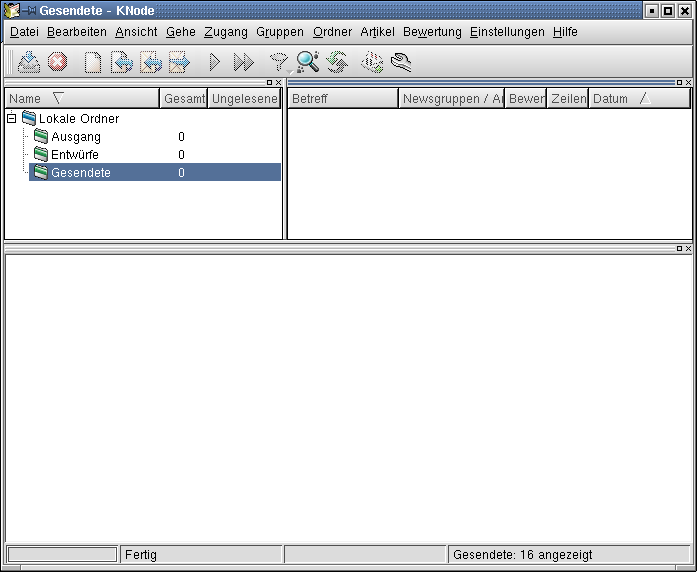 Gesendete - KNode
Datei Bearbeiten Ansicht Gehe Zugang Gruppen Ordner Artikel Bewertung Einstellungen Hilfe
Name Gesamt Ungelesene Betreff Newsgruppen / Bewer Zeilen Datum
Lokale Ordner
Ausgang 0
Entwürfe 0
Gesendete 0
Fertig Gesendete: 16 angezeigt